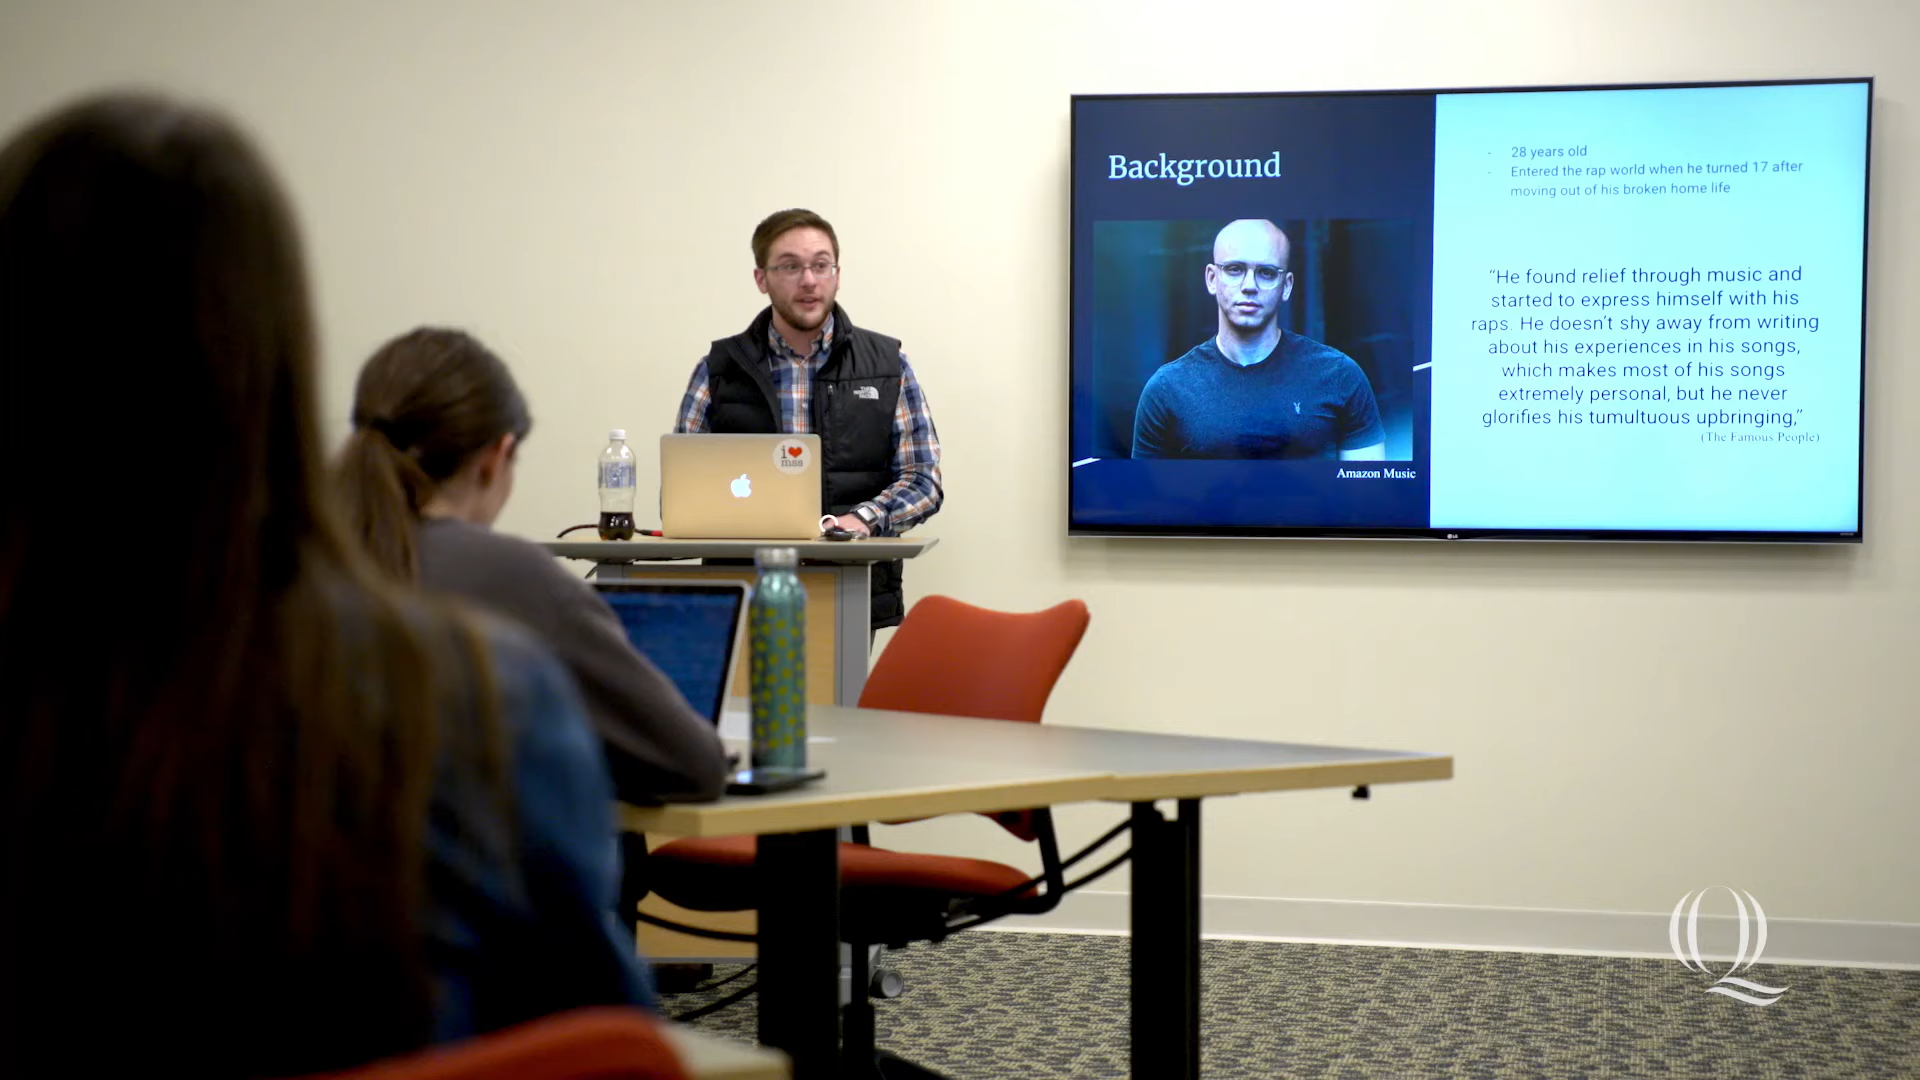 Background
- 28 years old
- Entered the rap world when he turned 17 after
moving out of his broken home life
“He found relief through music and
started to express himself with his
raps. He doesn't shy away from writing
about his experiences in his songs,
which makes most of his songs
extremely personal, but he never
glorifies his tumultuous upbringing,”
(The Famous People)
Amazon Music
THE
NORTH
FACE
i❤
mss
LG
Q